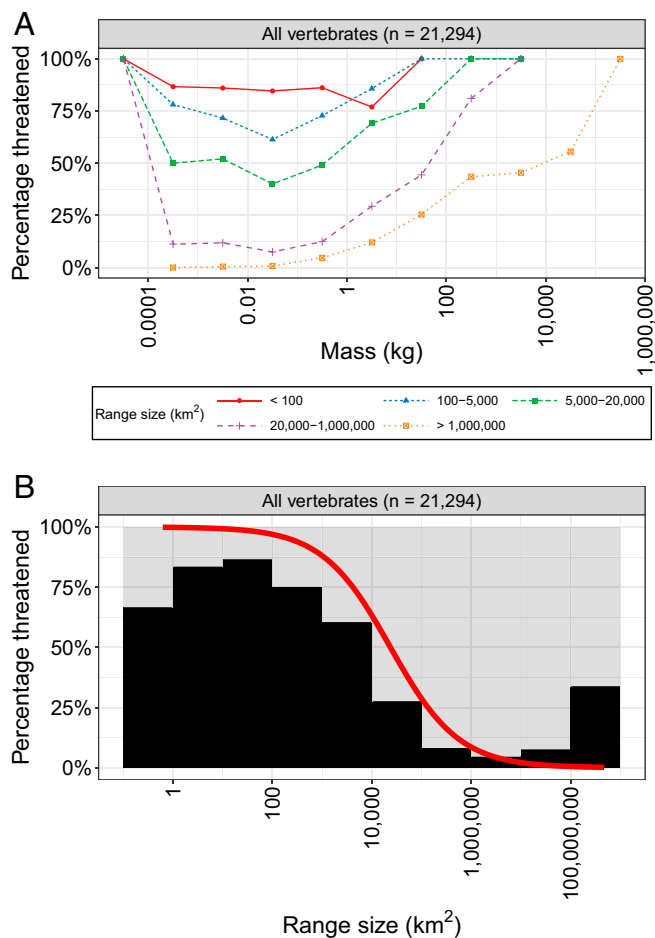 A
All vertebrates (n = 21,294)
100%
75%
50%
25%
0%
Percentage threatened
0.0001
0.01
1
100
10,000
1,000,000
Mass (kg)
Range size (km2)
< 100
100−5,000
5,000−20,000
20,000−1,000,000
> 1,000,000
B
All vertebrates (n = 21,294)
100%
75%
50%
25%
0%
Percentage threatened
1
100
10,000
1,000,000
100,000,000
Range size (km2)